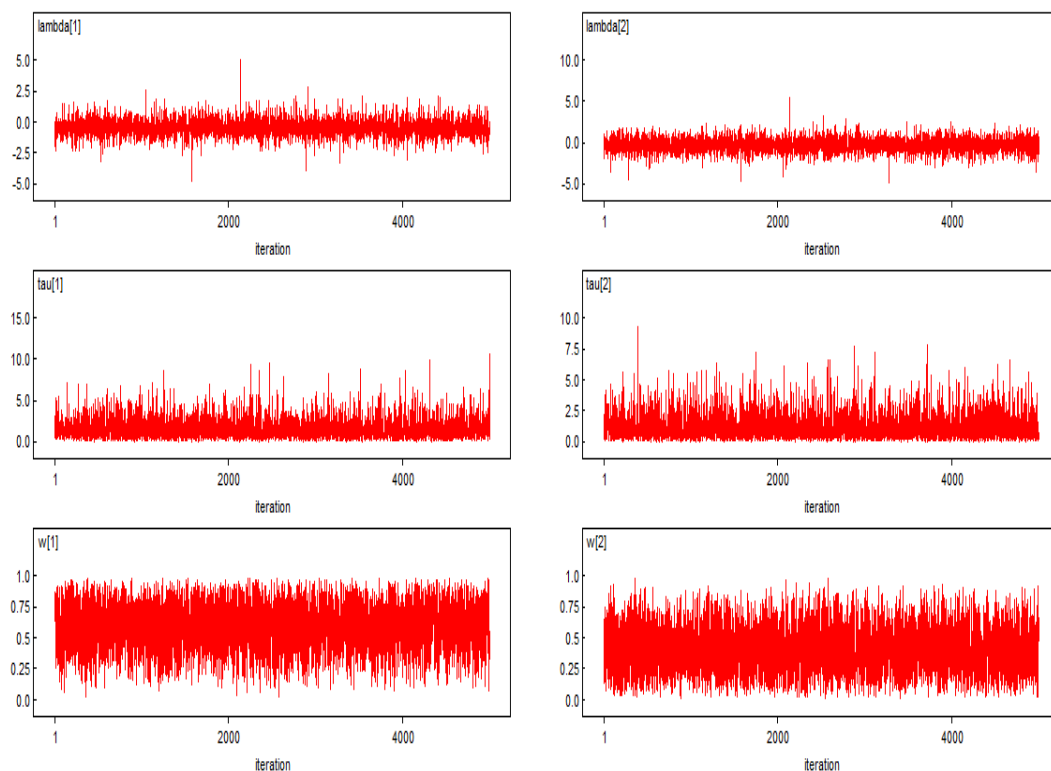 lambda[1]
5.0
2.5
0.0
-2.5
-5.0
1 2000 4000
iteration
lambda[2]
10.0
5.0
0.0
-5.0
1 2000 4000
iteration
tau[1]
15.0
10.0
5.0
0.0
1 2000 4000
iteration
tau[2]
10.0
7.5
5.0
2.5
0.0
1 2000 4000
iteration
w[1]
1.0
0.75
0.5
0.25
0.0
1 2000 4000
iteration
w[2]
1.0
0.75
0.5
0.25
0.0
1 2000 4000
iteration